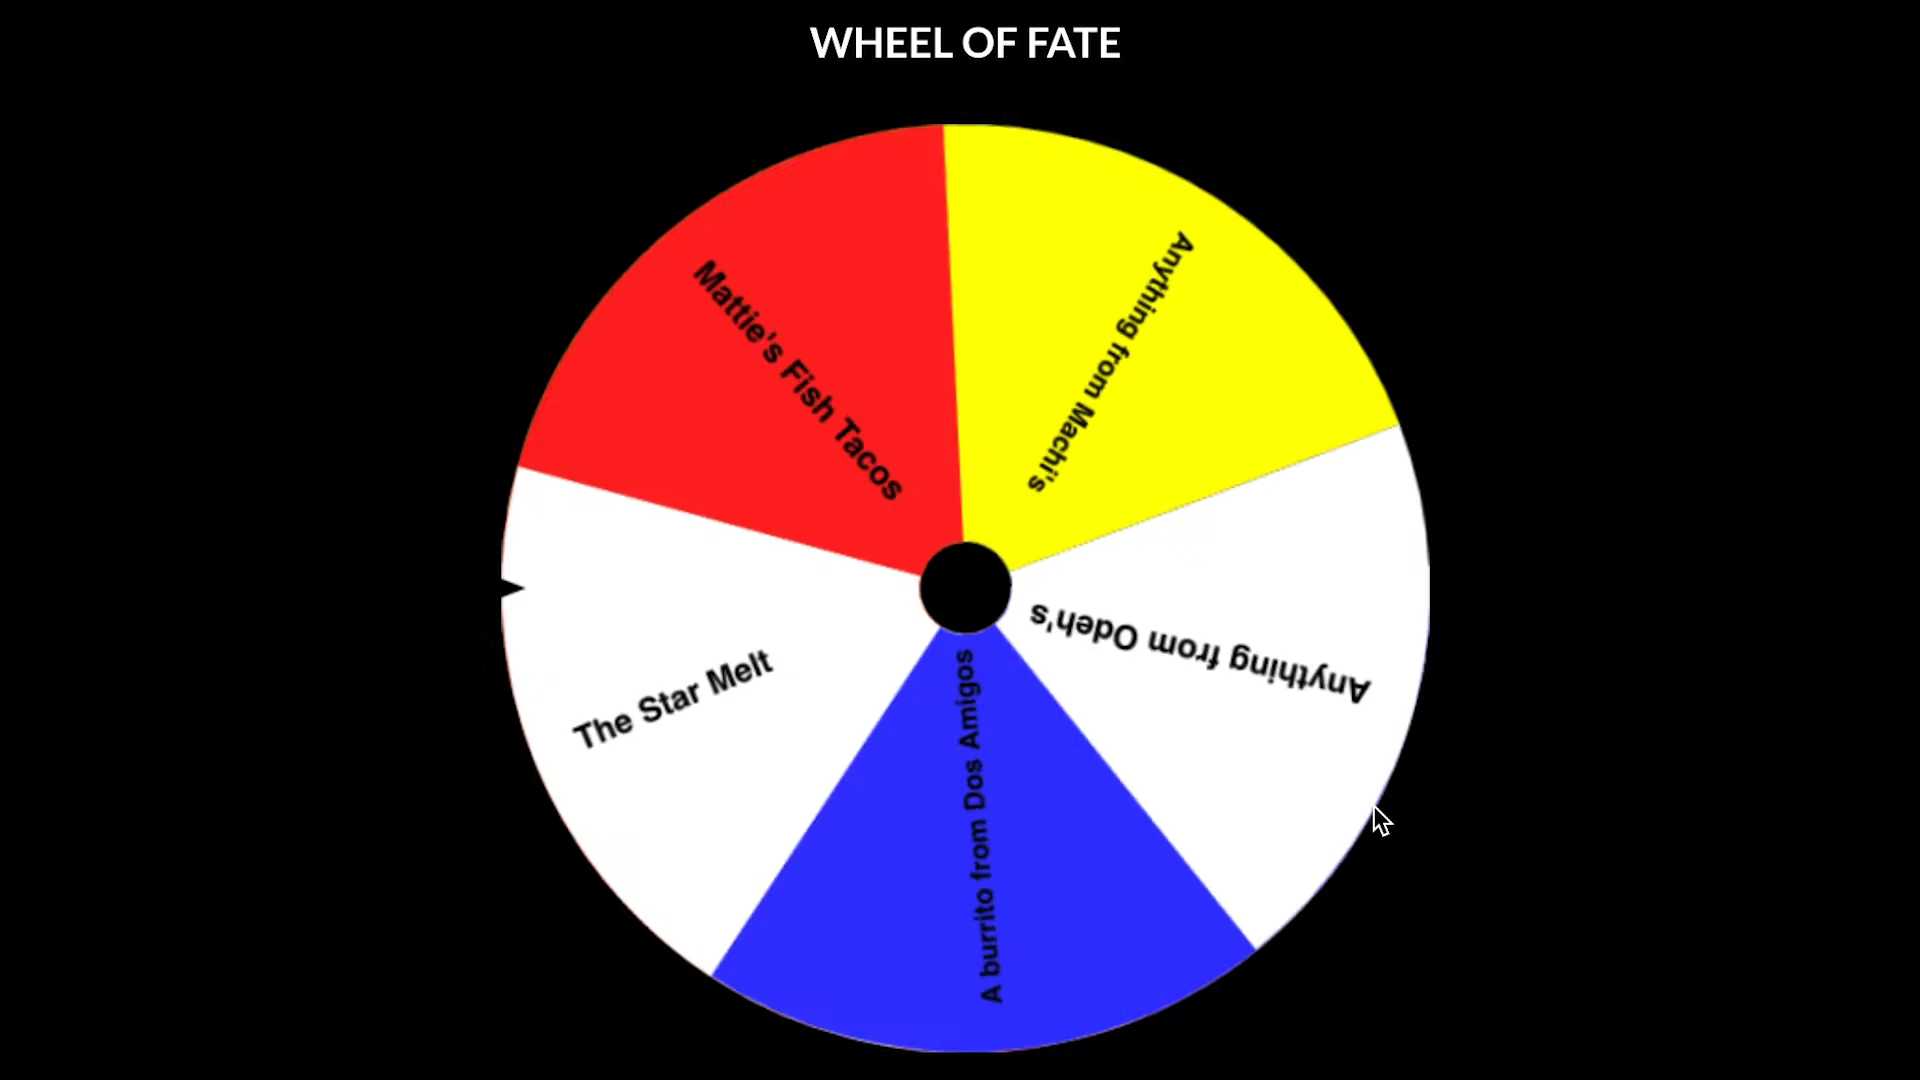 WHEEL OF FATE
Mattie's Fish Tacos
Anything from Machi's
Anything from Odeh's
A burrito from Dos Amigos
The Star Melt